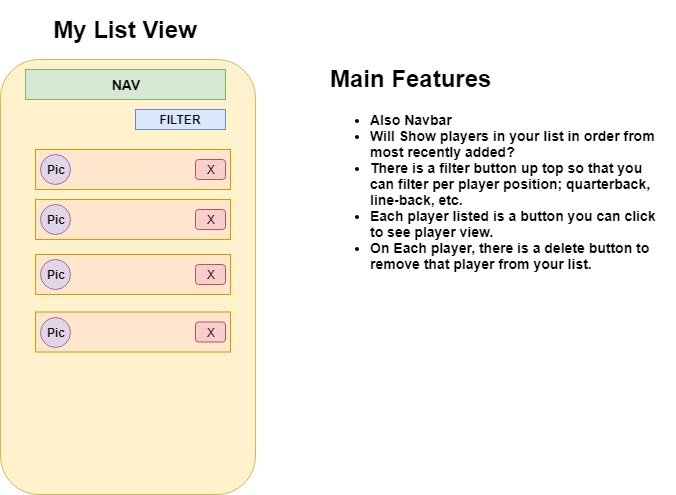 My List View
NAV
FILTER
Pic X
Pic X
Pic X
Pic X
Main Features
• Also Navbar
• Will Show players in your list in order from
most recently added?
• There is a filter button up top so that you
can filter per player position; quarterback,
line-back, etc.
• Each player listed is a button you can click
to see player view.
• On Each player, there is a delete button to
remove that player from your list.